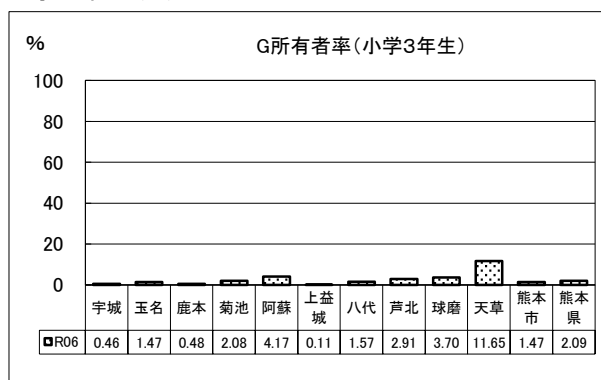 %
G所有者率(小学3年生)
100
80
60
40
20
0
宇城 玉名 鹿本 菊池 阿蘇 上益城 八代 芦北 球磨 天草 熊本市 熊本県
R06 0.46 1.47 0.48 2.08 4.17 0.11 1.57 2.91 3.70 11.65 1.47 2.09